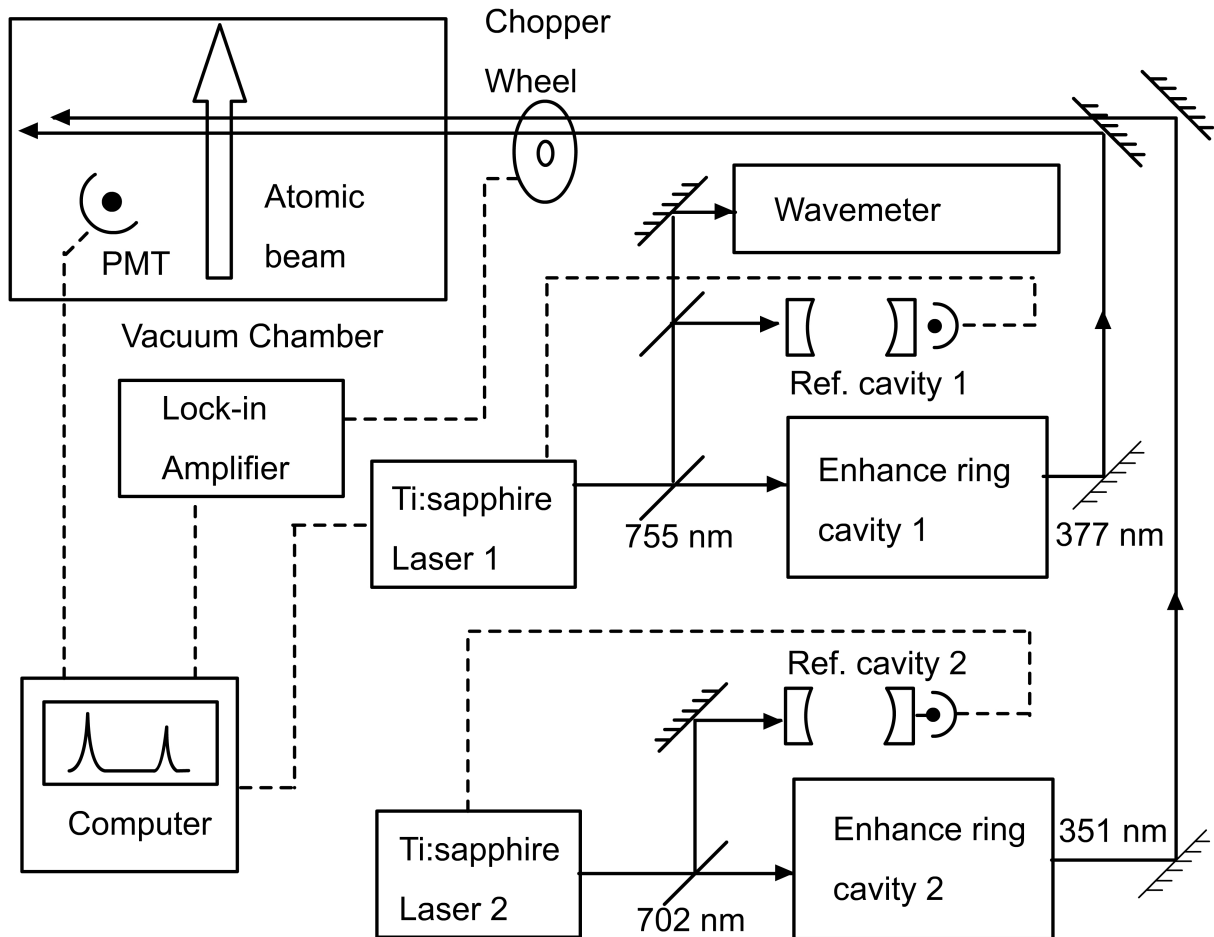 Chopper
Wheel
Atomic
beam
PMT
Vacuum Chamber
Wavemeter
Ref. cavity 1
Lock-in
Amplifier
Ti:sapphire
Laser 1
755 nm
Enhance ring
cavity 1
377 nm
Ref. cavity 2
Computer
Ti:sapphire
Laser 2
702 nm
Enhance ring
cavity 2
351 nm